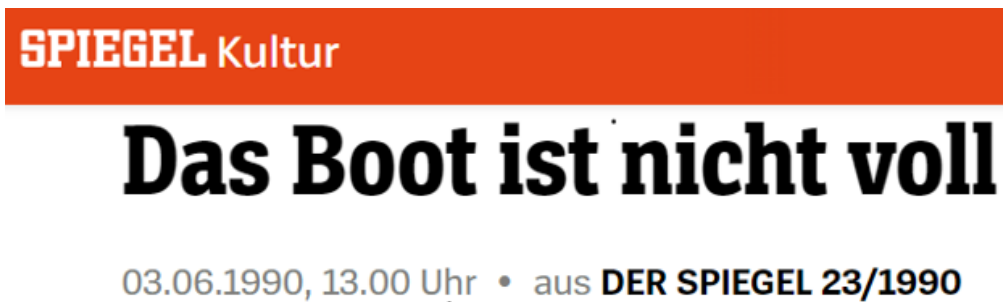 SPIEGEL Kultur
Das Boot ist nicht voll
03.06.1990, 13.00 Uhr • aus DER SPIEGEL 23/1990